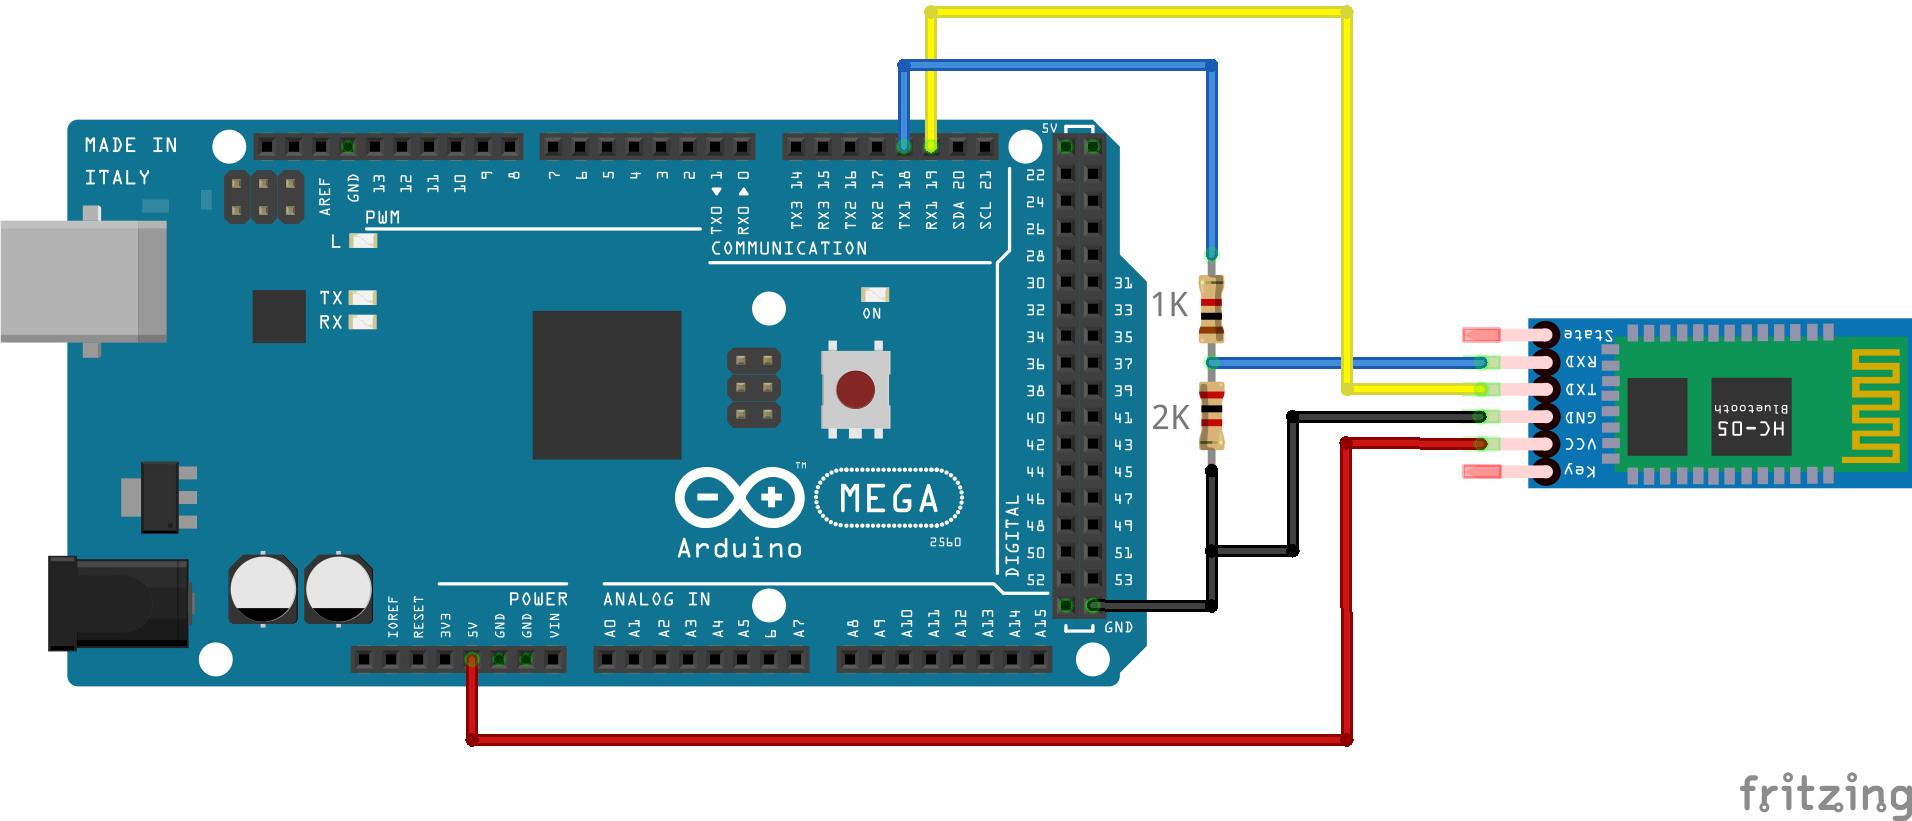 MADE IN
ITALY
AREF
GND
13
12
11
10
9
8
7
6
5
4
3
2
TX0 1
RX0 0
TX3 14
RX3 15
TX2 16
RX2 17
TX1 18
RX1 19
SDA 20
SCL 21
PWM
COMMUNICATION
L
TX
RX
ON
5V
22
24
26
28
30 31
32 33
34 35
36 37
38 39
40 41
42 43
44 45
46 47
48 49
50 51
52 53
GND
DIGITAL
1K
2K
State
RXD
TXD
GND
VCC
Key
HC-05
Bluetooth
TM
MEGA
Arduino
2560
POWER
ANALOG IN
IOREF
RESET
3V3
5V
GND
GND
VIN
A0
A1
A2
A3
A4
A5
6
A7
A8
A9
A10
A11
A12
A13
A14
A15
fritzing